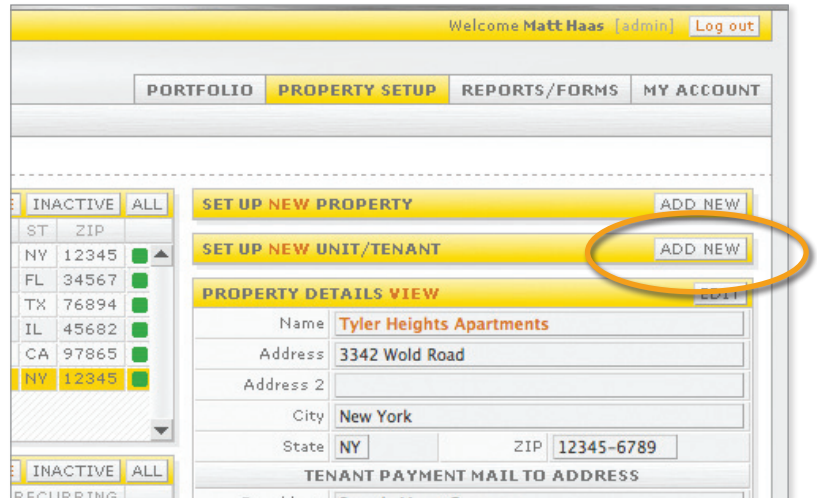 Welcome Matt Haas [admin] Log out
PORTFOLIO PROPERTY SETUP REPORTS/FORMS MY ACCOUNT
INACTIVE ALL
ST ZIP
NY 12345
FL 34567
TX 76894
IL 45682
CA 97865
NY 12345
INACTIVE ALL
RECURRING
SET UP NEW PROPERTY ADD NEW
SET UP NEW UNIT/TENANT ADD NEW
PROPERTY DETAILS VIEW EDIT
Name Tyler Heights Apartments
Address 3342 Wold Road
Address 2
City New York
State NY ZIP 12345-6789
TENANT PAYMENT MAIL TO ADDRESS